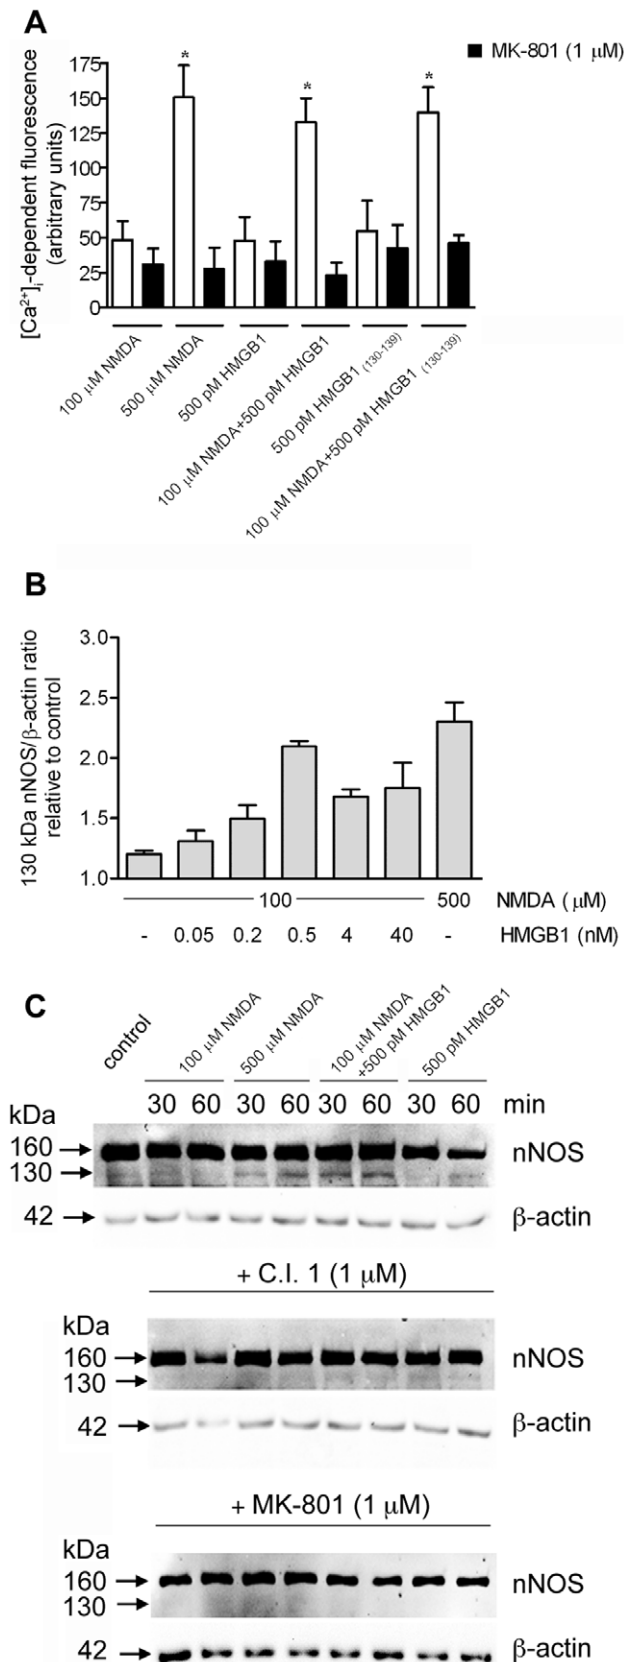 A
MK-801 (1 μM)
[Ca²⁺]ᵢ-dependent fluorescence
(arbitrary units)
175
150
125
100
75
50
25
0
*
*
*
100 μM NMDA
500 μM NMDA
500 pM HMGB1
100 μM NMDA+500 pM HMGB1
500 pM HMGB1 (130-139)
100 μM NMDA+500 pM HMGB1 (130-139)
B
130 kDa nNOS/β-actin ratio
relative to control
3.0
2.5
2.0
1.5
1.0
100 500 NMDA (μM)
- 0.05 0.2 0.5 4 40 - HMGB1 (nM)
C
control
100 μM NMDA
500 μM NMDA
100 μM NMDA
+500 pM HMGB1
500 pM HMGB1
kDa 30 60 30 60 30 60 30 60 min
160 nNOS
130
42 β-actin
+ C.I. 1 (1 μM)
kDa
160 nNOS
130
42 β-actin
+ MK-801 (1 μM)
kDa
160 nNOS
130
42 β-actin